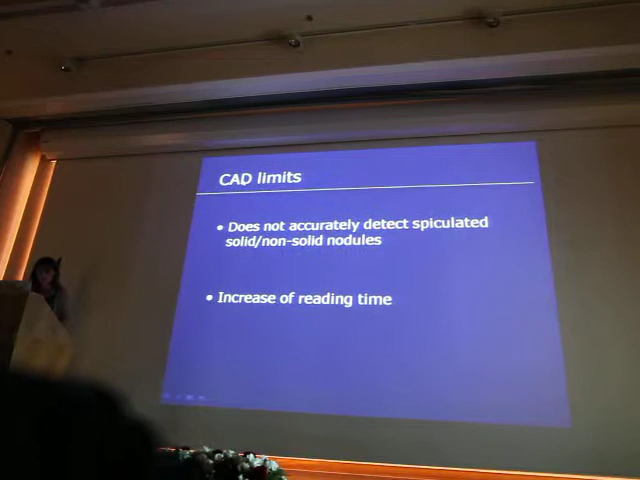 CAD limits
• Does not accurately detect spiculated
solid/non-solid nodules
• Increase of reading time